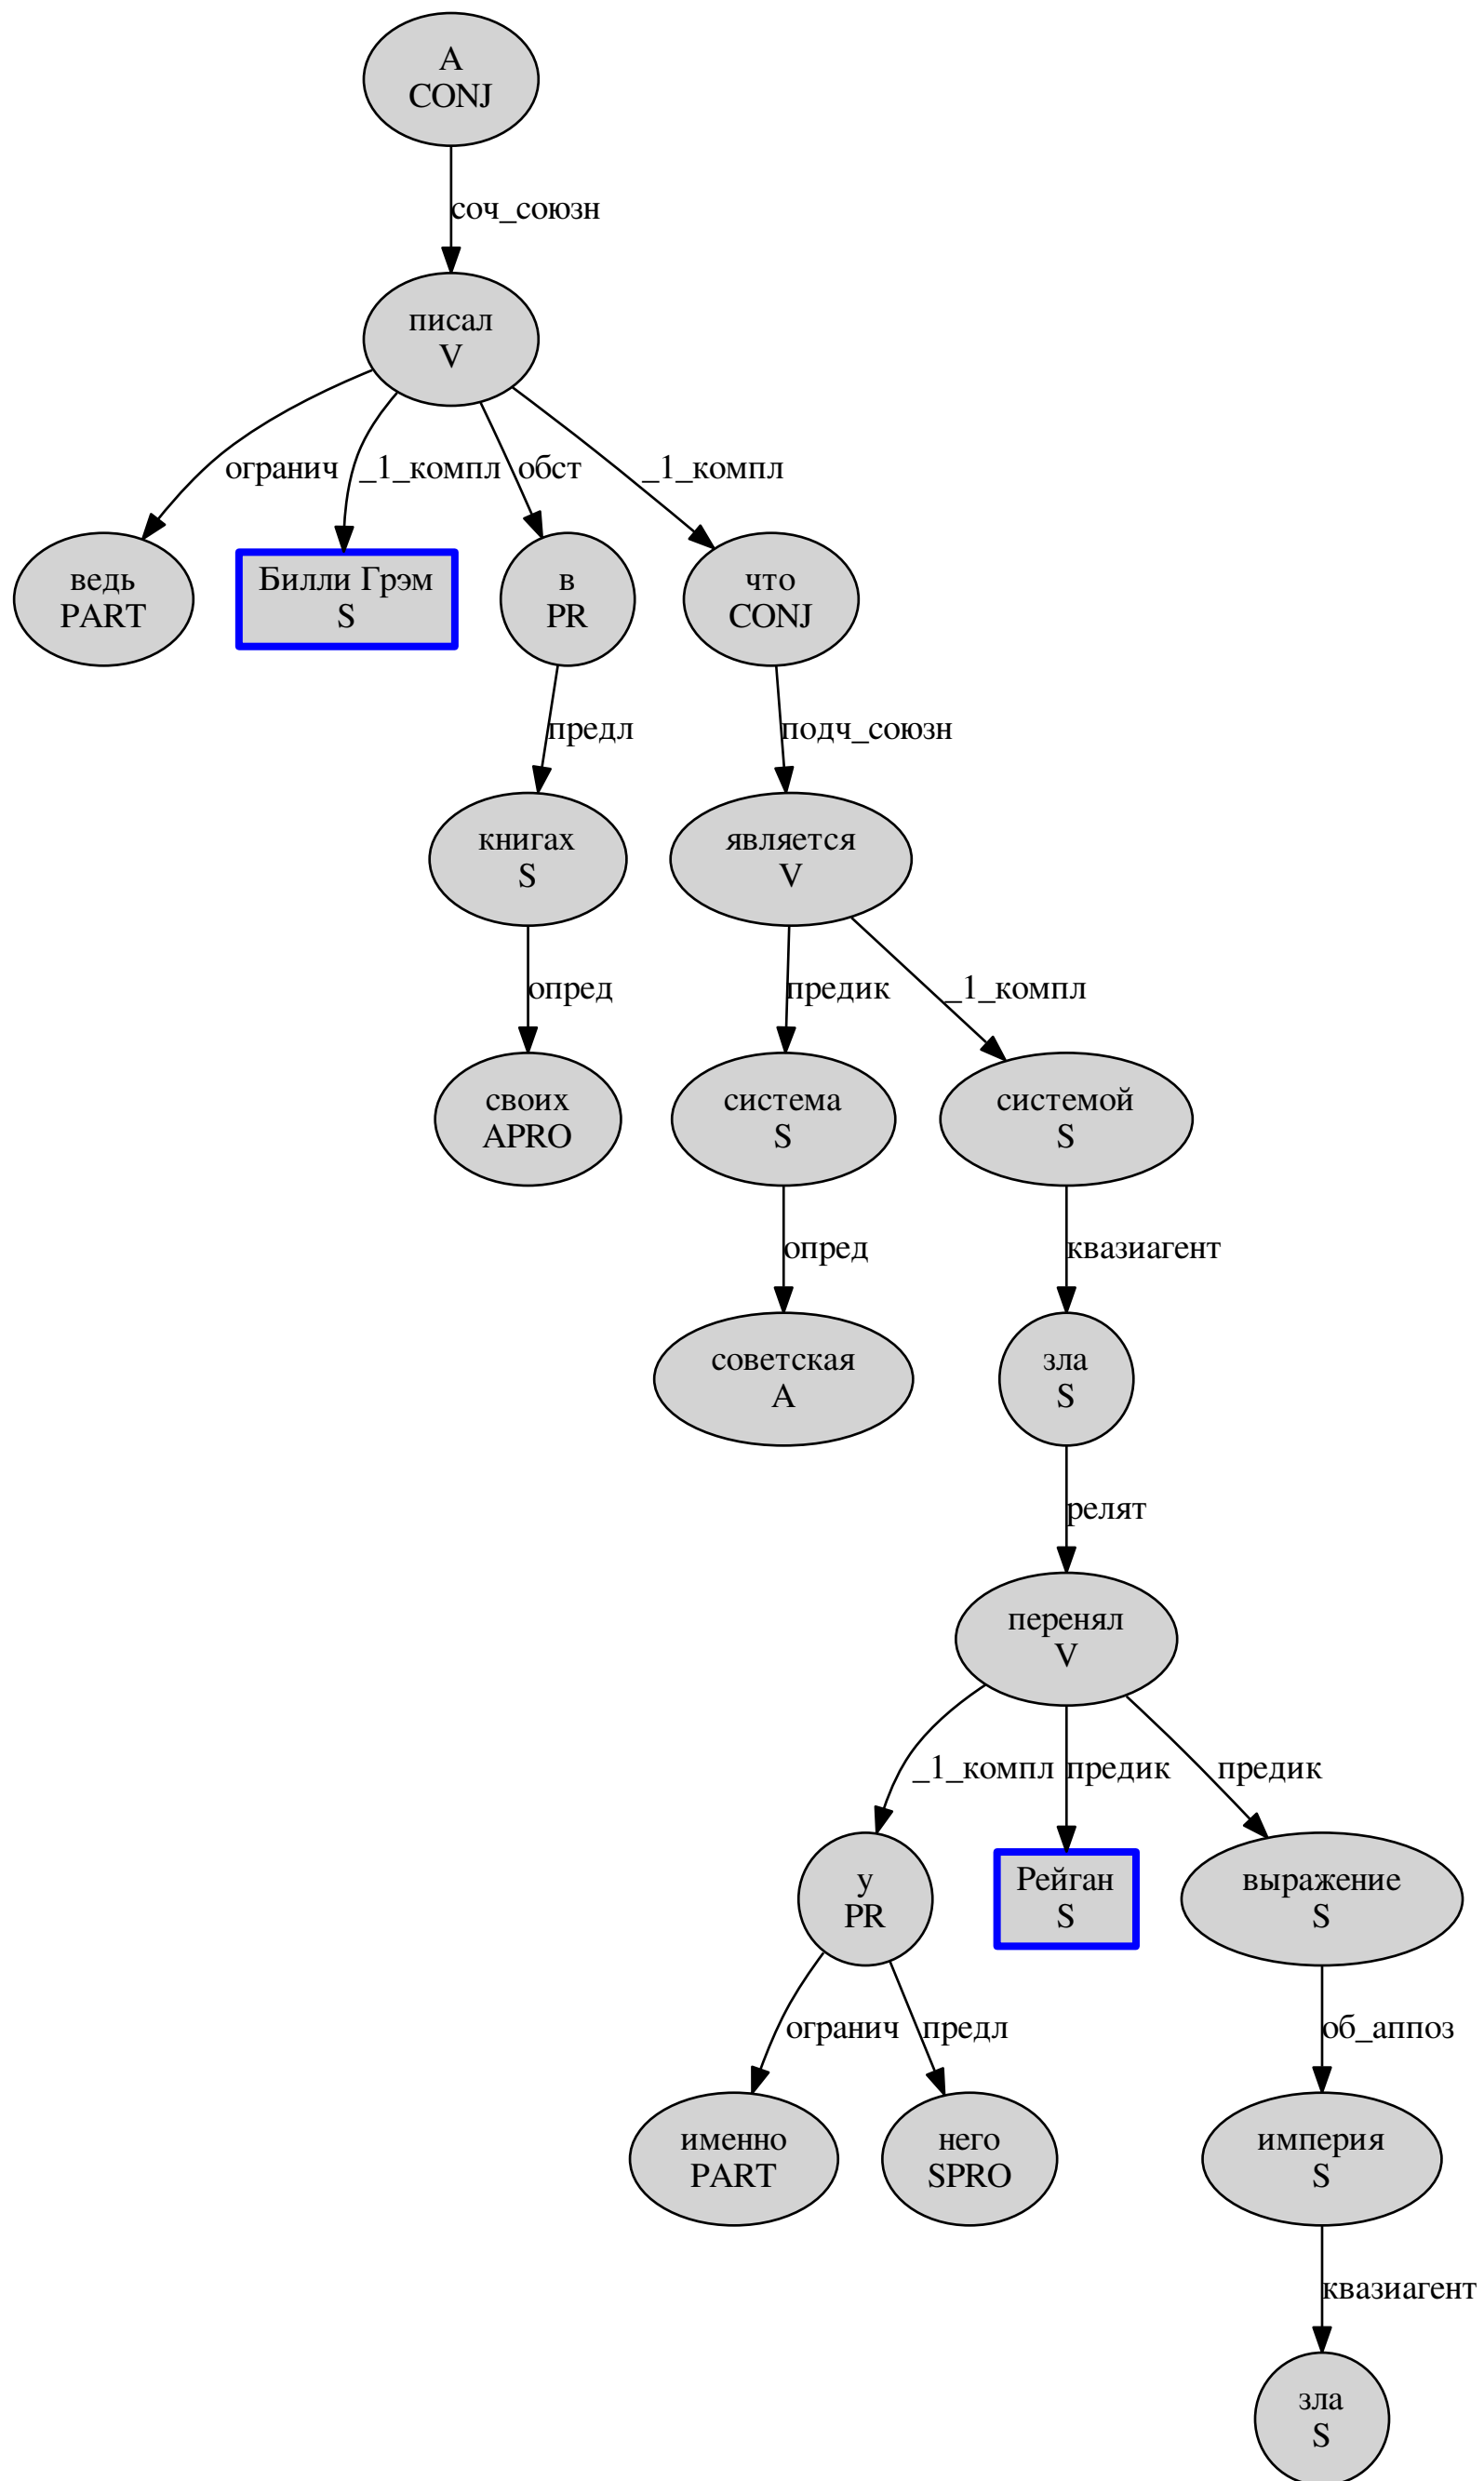 А
CONJ
соч_союзн
писал
V
огранич
_1_компл
обст
_1_компл
ведь
PART
Билли Грэм
S
в
PR
что
CONJ
предл
подч_союзн
книгах
S
является
V
опред
предик
_1_компл
своих
APRO
система
S
системой
S
опред
квазиагент
советская
A
зла
S
релят
перенял
V
_1_компл
предик
предик
у
PR
Рейган
S
выражение
S
огранич
предл
об_аппоз
именно
PART
него
SPRO
империя
S
квазиагент
зла
S